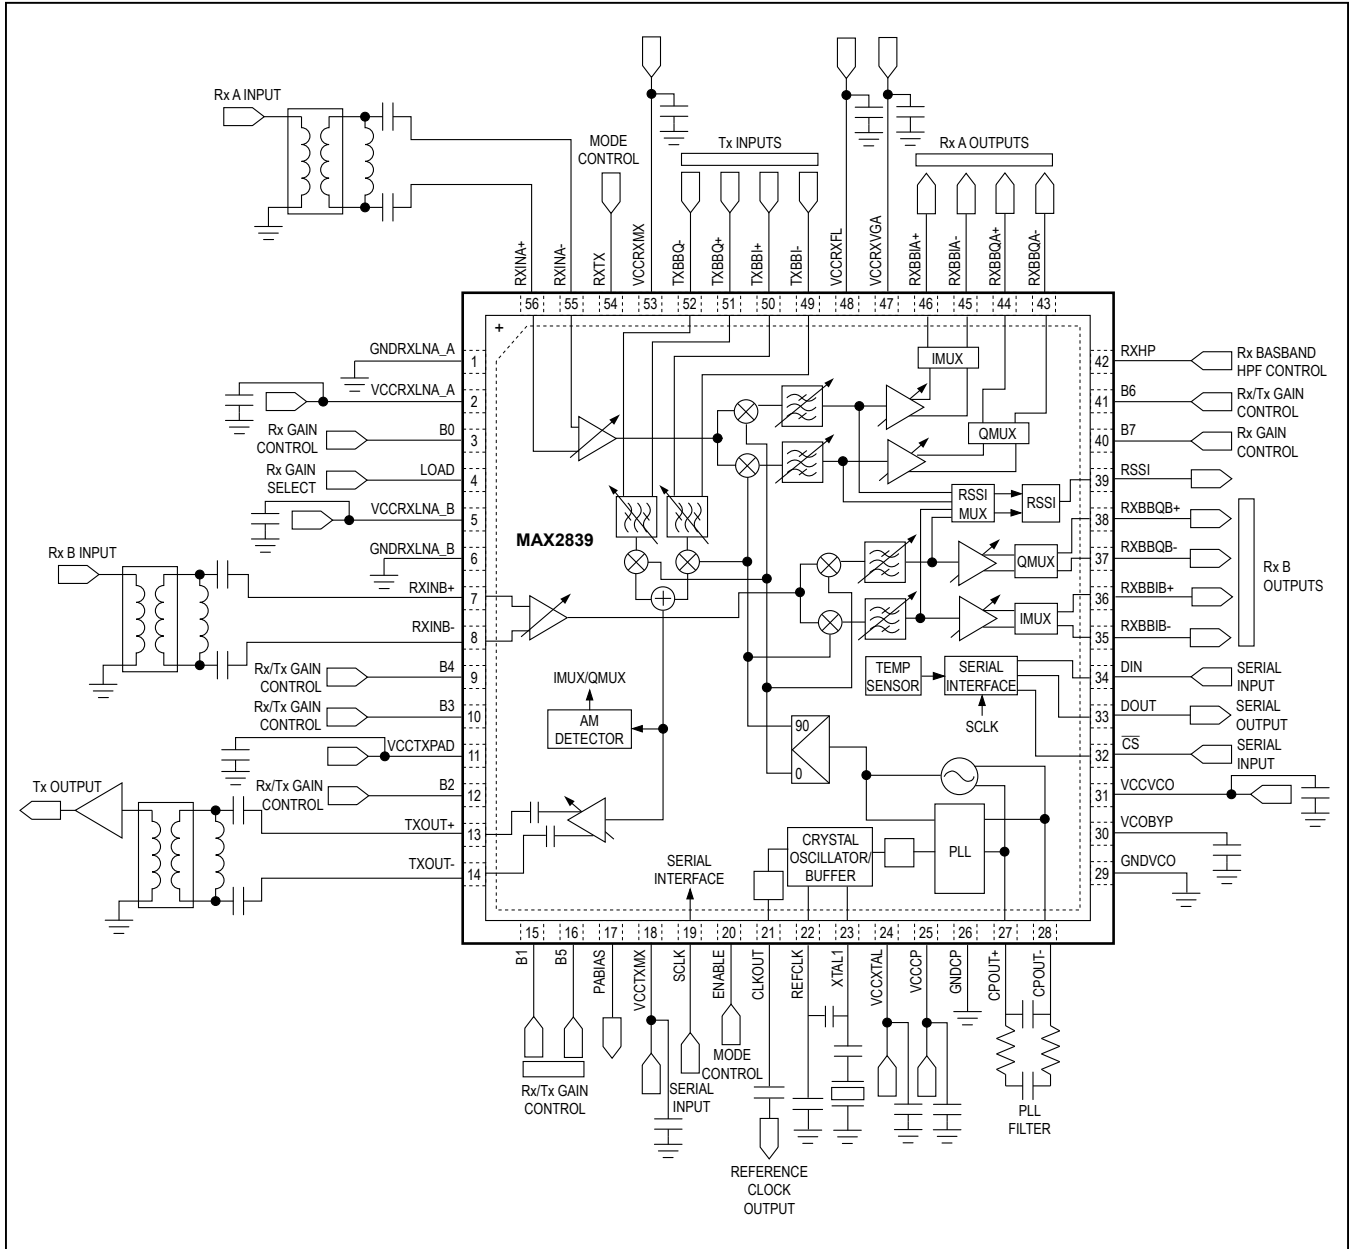 Rx A INPUT
MODE
CONTROL
Tx INPUTS
Rx A OUTPUTS
RXINA+
RXINA-
RXTX
VCCRXMX
TXBBQ-
TXBBQ+
TXBBI+
TXBBI-
VCCRXFL
VCCRXVGA
RXBBIA+
RXBBIA-
RXBBQA+
RXBBQA-
56 55 54 53 52 51 50 49 48 47 46 45 44 43
+
GNDRXLNA_A
1
VCCRXLNA_A
2
Rx GAIN
CONTROL
B0
3
Rx GAIN
SELECT
LOAD
4
VCCRXLNA_B
5
GNDRXLNA_B
6
Rx B INPUT
RXINB+
7
RXINB-
8
Rx/Tx GAIN
CONTROL
B4
9
Rx/Tx GAIN
CONTROL
B3
10
VCCTXPAD
11
Tx OUTPUT
Rx/Tx GAIN
CONTROL
B2
12
TXOUT+
13
TXOUT-
14
MAX2839
IMUX
QMUX
RSSI
MUX
RSSI
QMUX
IMUX
TEMP
SENSOR
SERIAL
INTERFACE
SCLK
IMUX/QMUX
AM
DETECTOR
90
0
CRYSTAL
OSCILLATOR/
BUFFER
PLL
SERIAL
INTERFACE
42
RXHP
Rx BASBAND
HPF CONTROL
41
B6
Rx/Tx GAIN
CONTROL
40
B7
Rx GAIN
CONTROL
39
RSSI
38
RXBBQB+
37
RXBBQB-
36
RXBBIB+
35
RXBBIB-
Rx B
OUTPUTS
34
DIN
SERIAL
INPUT
33
DOUT
SERIAL
OUTPUT
32
CS
SERIAL
INPUT
31
VCCVCO
30
VCOBYP
29
GNDVCO
15 16 17 18 19 20 21 22 23 24 25 26 27 28
B1
B5
PABIAS
VCCTXMX
SCLK
ENABLE
CLKOUT
REFCLK
XTAL1
VCCXTAL
VCCCP
GNDCP
CPOUT+
CPOUT-
Rx/Tx GAIN
CONTROL
SERIAL
INPUT
MODE
CONTROL
REFERENCE
CLOCK
OUTPUT
PLL
FILTER